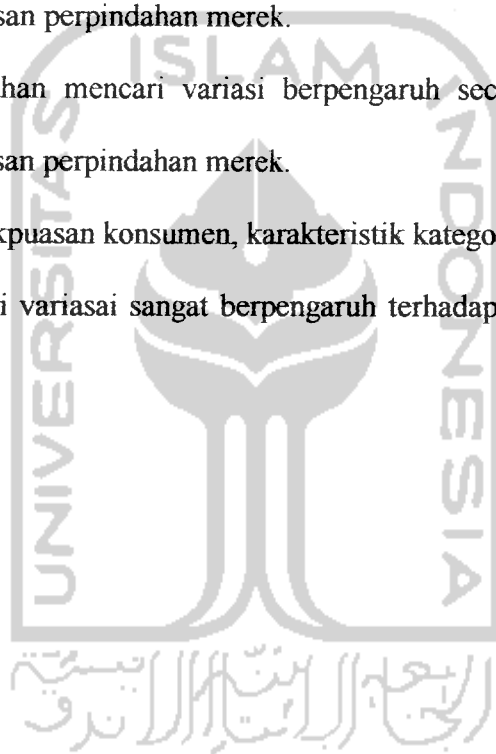 san perpindahan merek.
han mencari variasi berpengaruh sec
san perpindahan merek.
kpuasan konsumen, karakteristik katego
i variasai sangat berpengaruh terhadap
ISLAM
UNIVERSITAS
INDONESIA